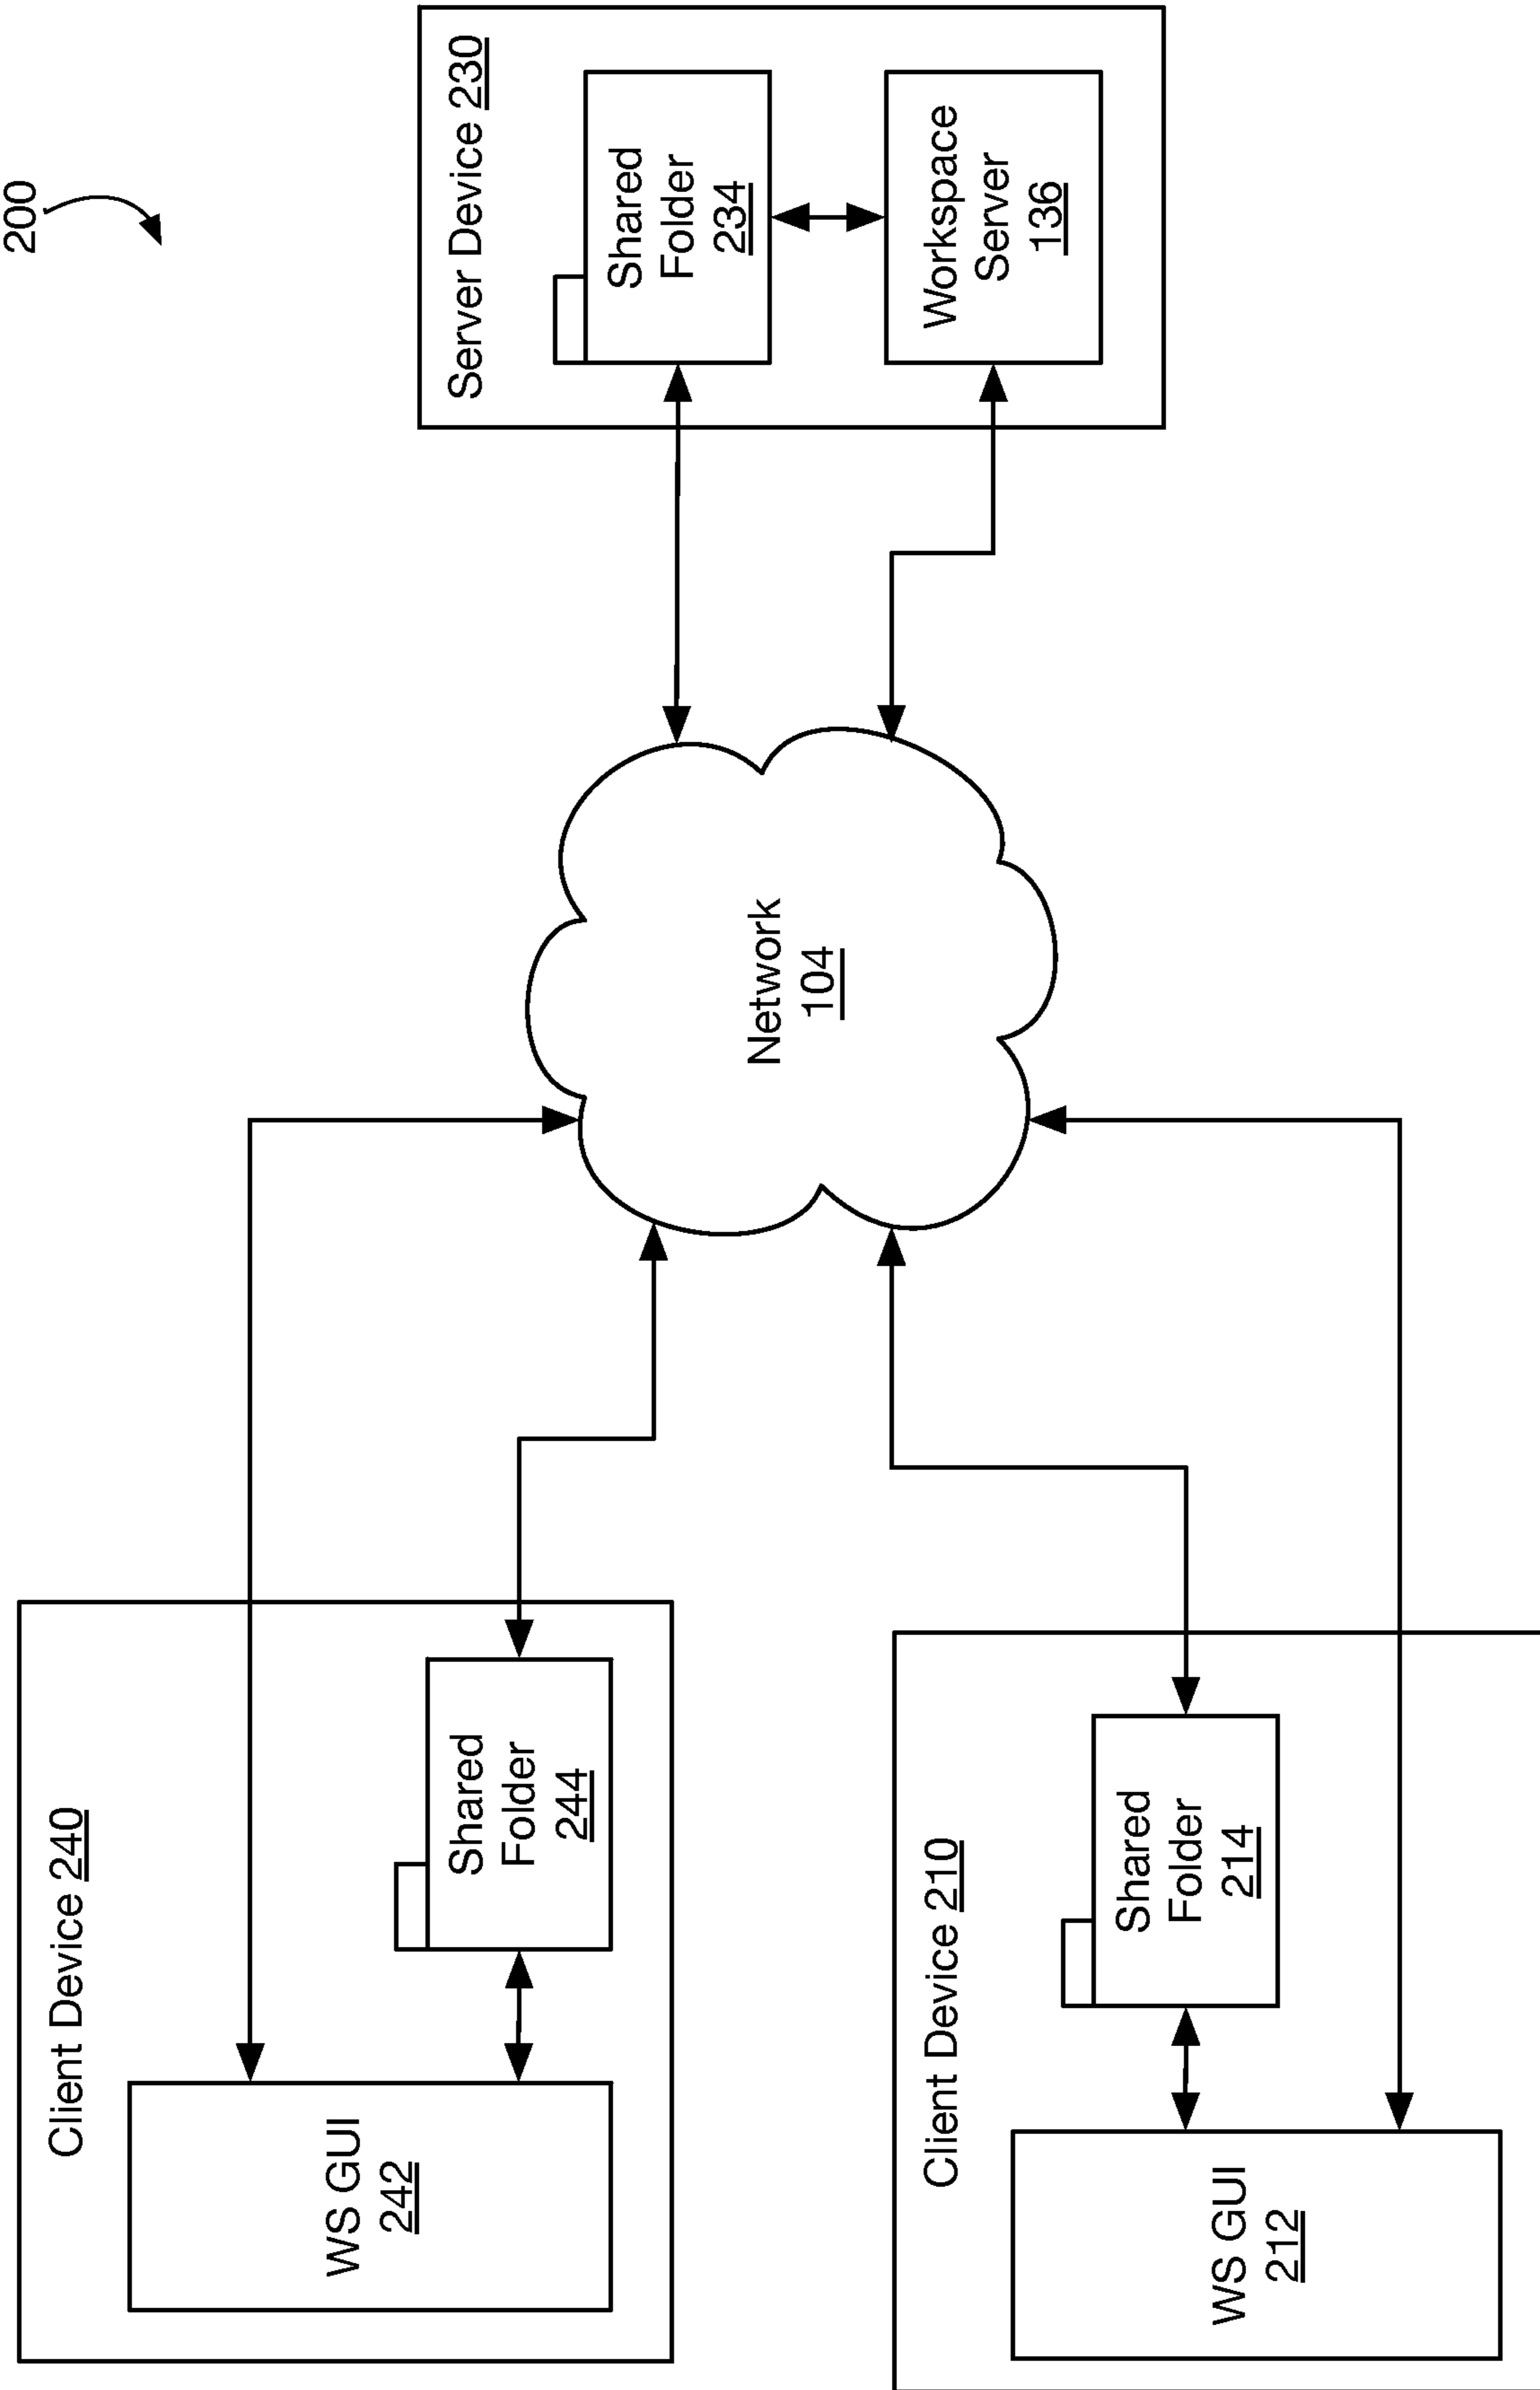 200
Client Device 240
WS GUI
242
Shared
Folder
244
Network
104
Server Device 230
Shared
Folder
234
Workspace
Server
136
Client Device 210
WS GUI
212
Shared
Folder
214